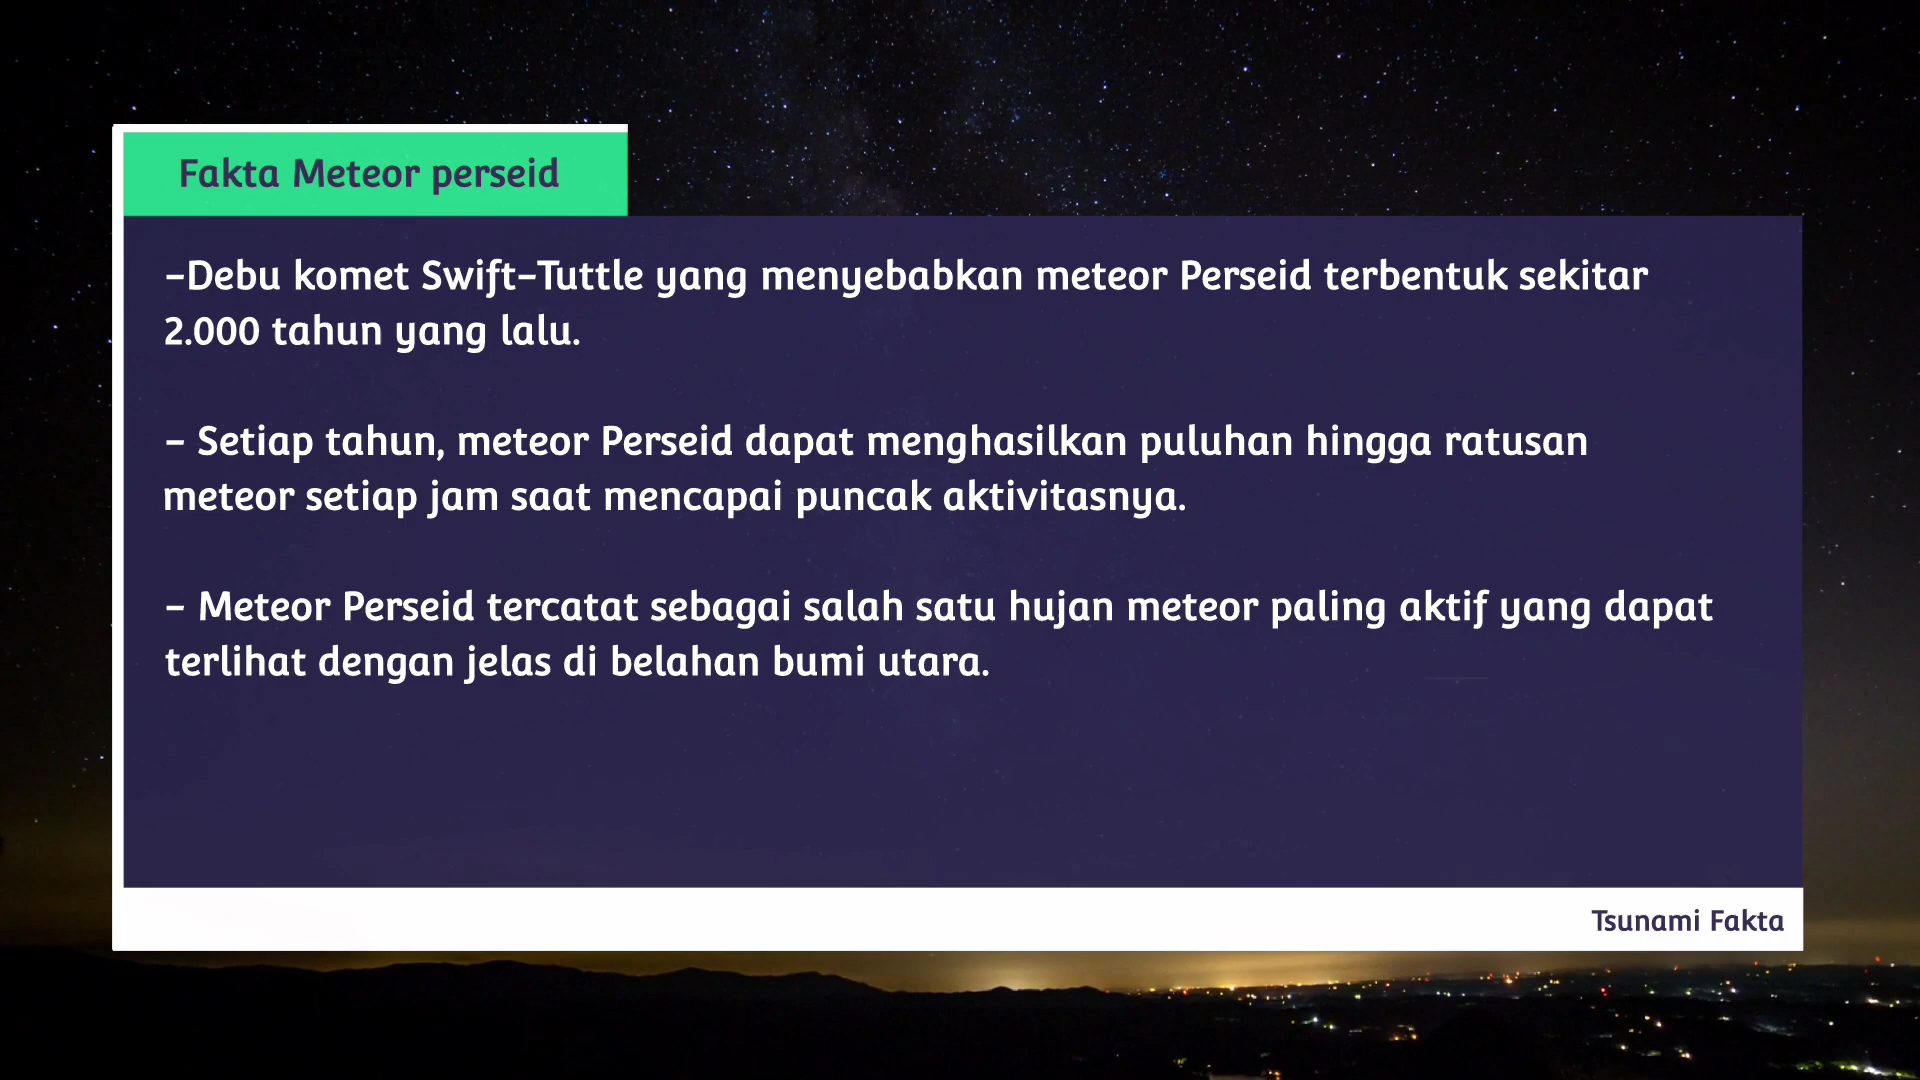 Fakta Meteor perseid
-Debu komet Swift-Tuttle yang menyebabkan meteor Perseid terbentuk sekitar
2.000 tahun yang lalu.
- Setiap tahun, meteor Perseid dapat menghasilkan puluhan hingga ratusan
meteor setiap jam saat mencapai puncak aktivitasnya.
- Meteor Perseid tercatat sebagai salah satu hujan meteor paling aktif yang dapat
terlihat dengan jelas di belahan bumi utara.
Tsunami Fakta